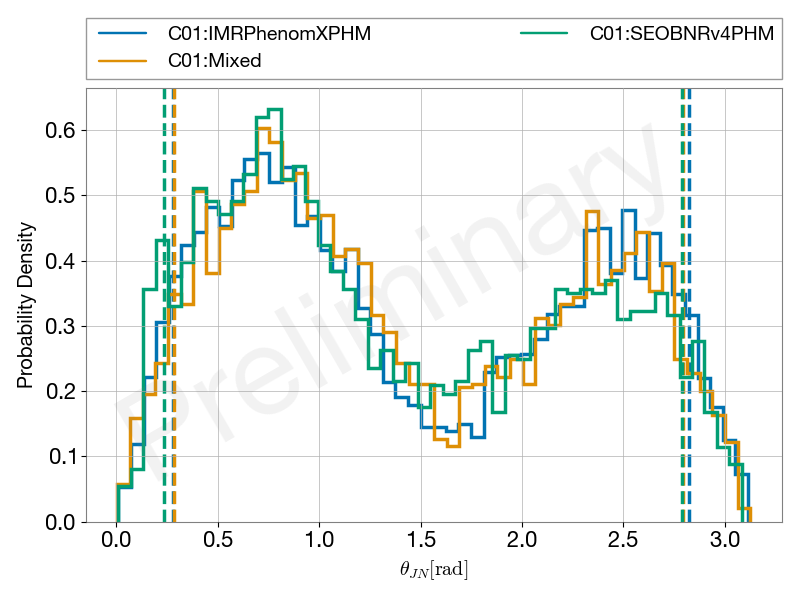 C01:IMRPhenomXPHM
C01:SEOBNRv4PHM
C01:Mixed
Preliminary
Probability Density
0.6
0.5
0.4
0.3
0.2
0.1
0.0
0.0 0.5 1.0 1.5 2.0 2.5 3.0
θJN[rad]